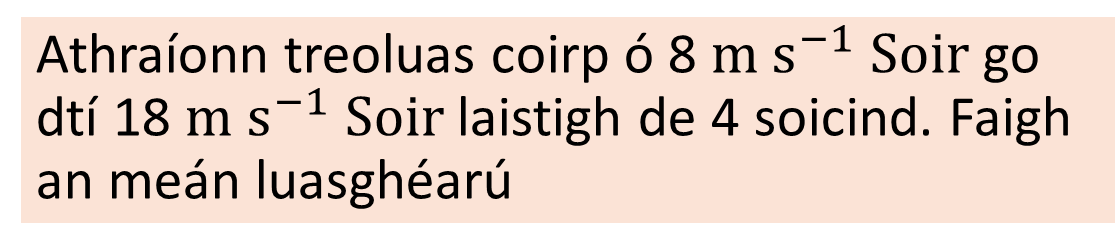 Athraíonn treoluas coirp ó 8 m s⁻¹ Soir go
dtí 18 m s⁻¹ Soir laistigh de 4 soicind. Faigh
an meán luasghéarú